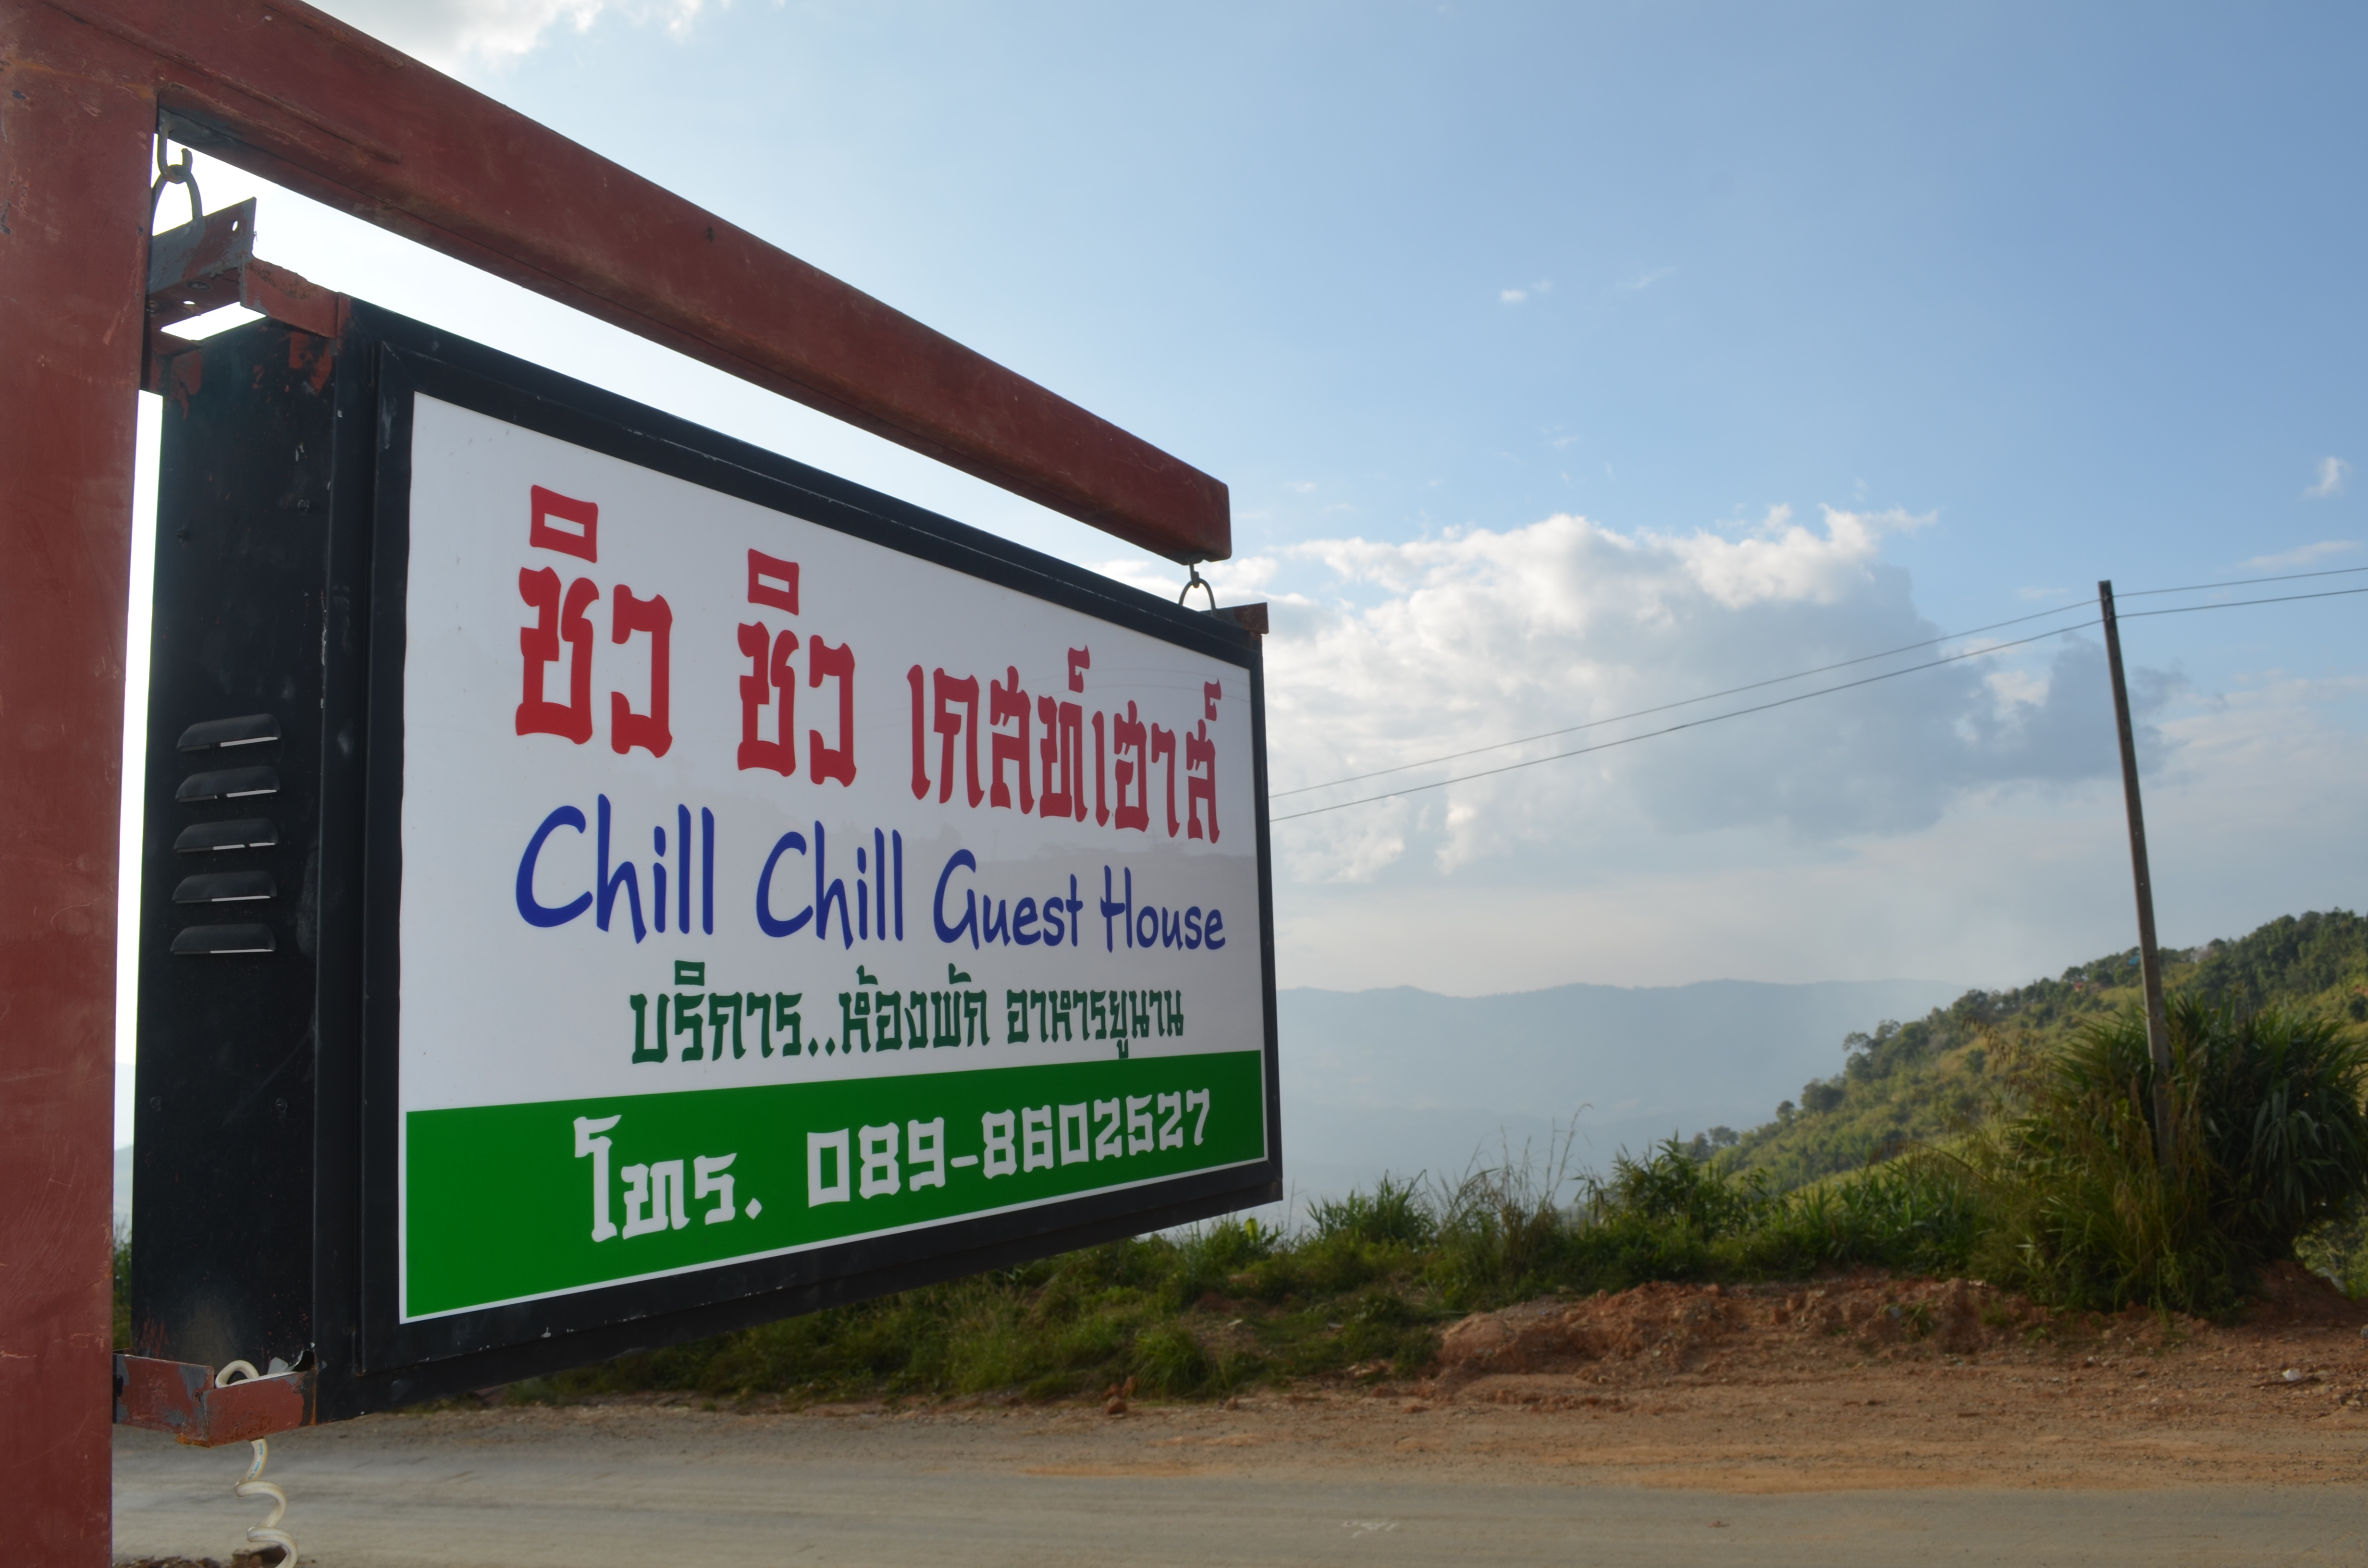 ชิว ชิว เกสท์เฮาส์
Chill Chill Guest House
บริการ..ห้องพัก อาหารยูนาน
โทร. 089-8602527